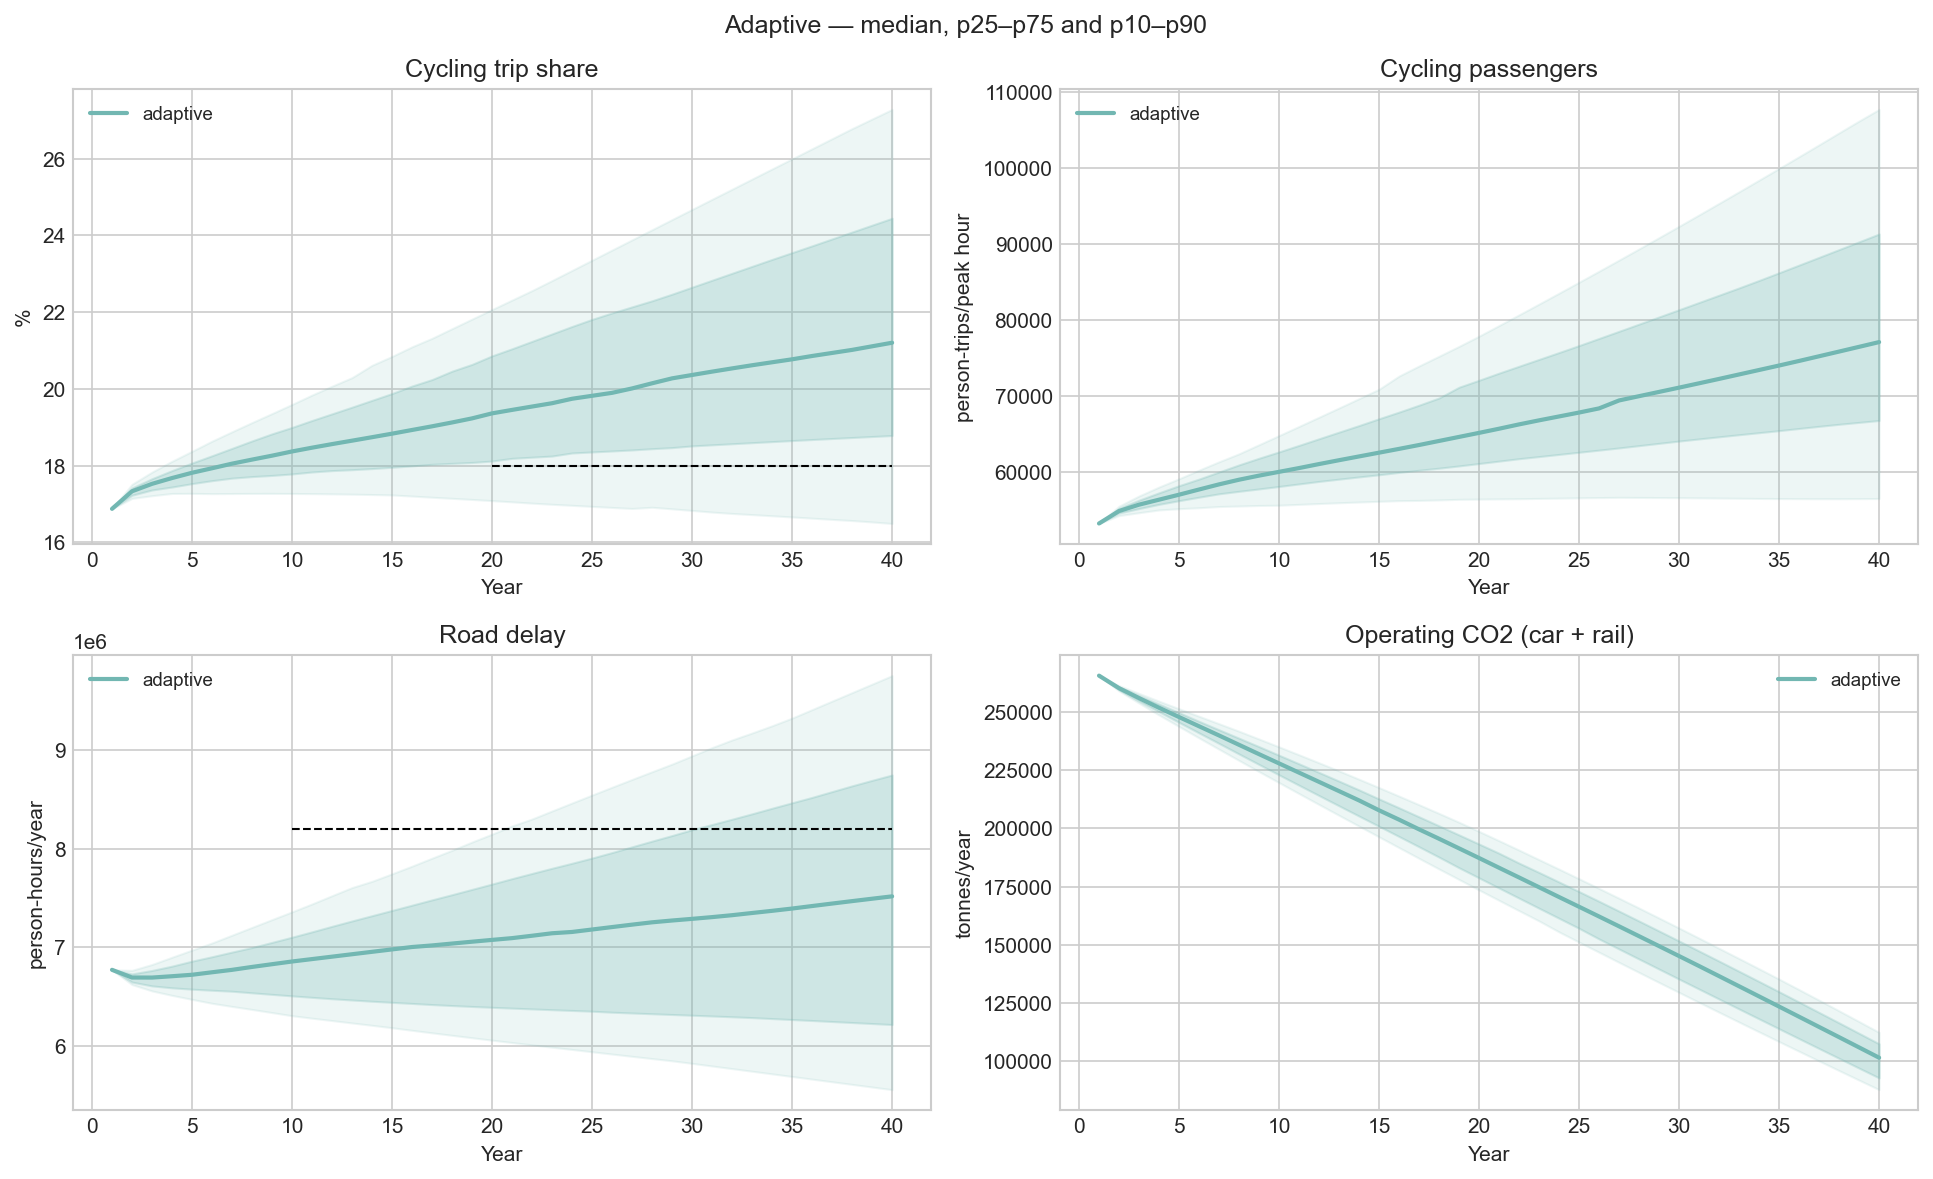 Adaptive — median, p25–p75 and p10–p90
Cycling trip share
adaptive
%
26
24
22
20
18
16
0 5 10 15 20 25 30 35 40
Year
Cycling passengers
adaptive
person-trips/peak hour
110000
100000
90000
80000
70000
60000
0 5 10 15 20 25 30 35 40
Year
Road delay
1e6
adaptive
person-hours/year
9
8
7
6
0 5 10 15 20 25 30 35 40
Year
Operating CO2 (car + rail)
adaptive
tonnes/year
250000
225000
200000
175000
150000
125000
100000
0 5 10 15 20 25 30 35 40
Year